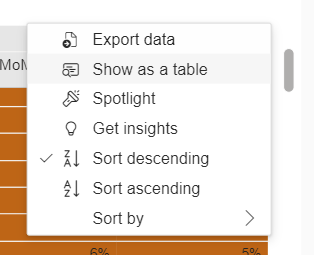 MoM
Export data
Show as a table
Spotlight
Get insights
Sort descending
Sort ascending
Sort by
6%
5%